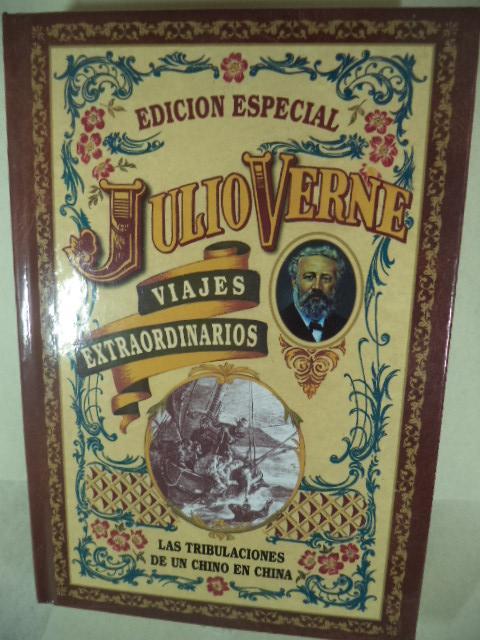 EDICION ESPECIAL
JULIO VERNE
VIAJES
EXTRAORDINARIOS
LAS TRIBULACIONES
DE UN CHINO EN CHINA